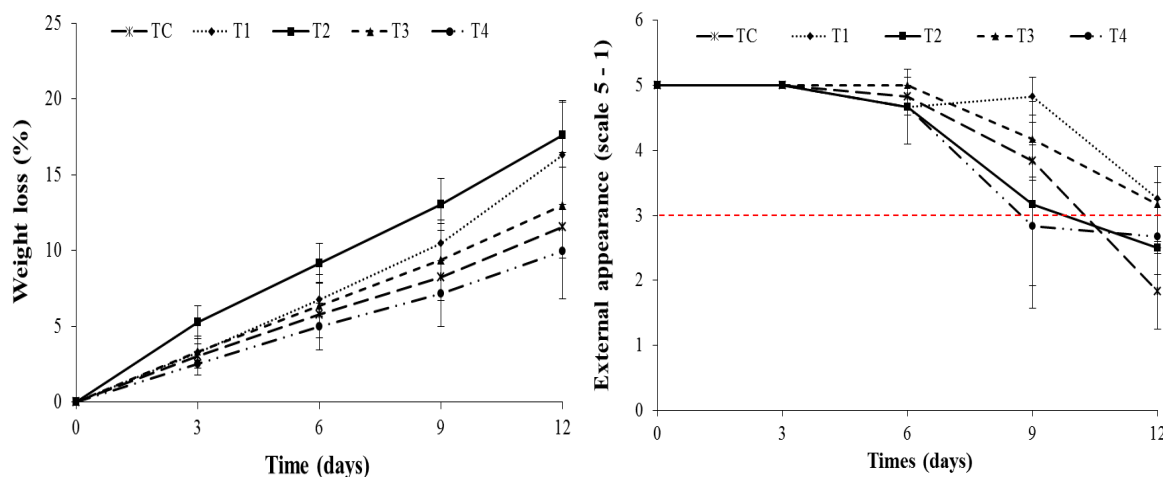 Weight loss (%)
25
20
15
10
5
0
TC T1 T2 T3 T4
0 3 6 9 12
Time (days)
External appearance (scale 5 - 1)
6
5
4
3
2
1
0
TC T1 T2 T3 T4
0 3 6 9 12
Times (days)